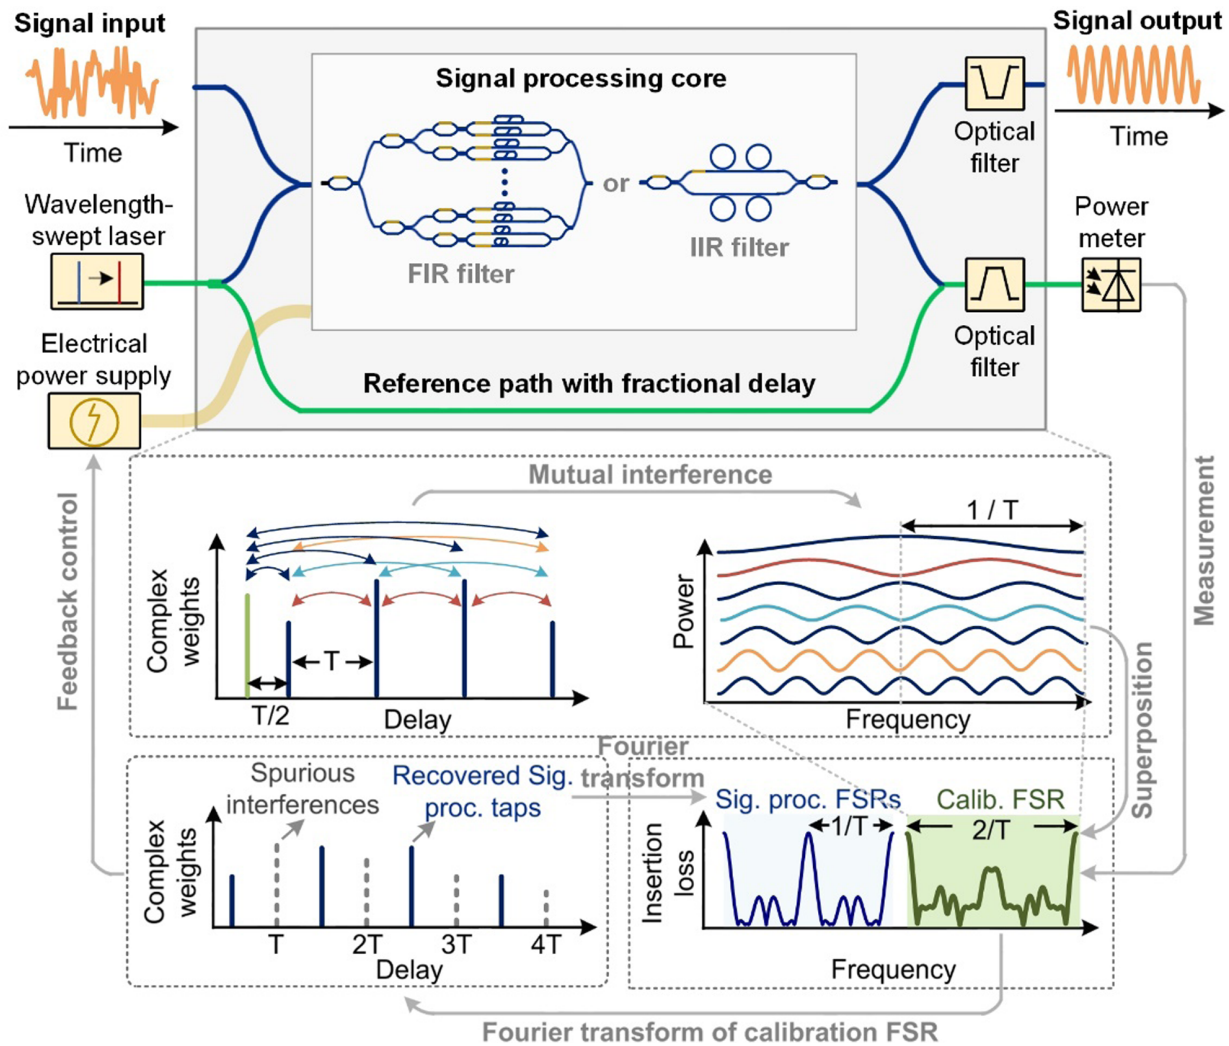 Signal input
Time
Signal processing core
FIR filter
or
IIR filter
Signal output
Time
Optical
filter
Wavelength-
swept laser
Power
meter
Optical
filter
Electrical
power supply
Reference path with fractional delay
Feedback control
Measurement
Mutual interference
Complex
weights
T
T/2
Delay
1 / T
Power
Frequency
Superposition
Fourier
transform
Spurious
interferences
Recovered Sig.
proc. taps
Complex
weights
T
2T
3T
4T
Delay
Sig. proc. FSRs
Calib. FSR
1/T
2/T
Insertion
loss
Frequency
Fourier transform of calibration FSR